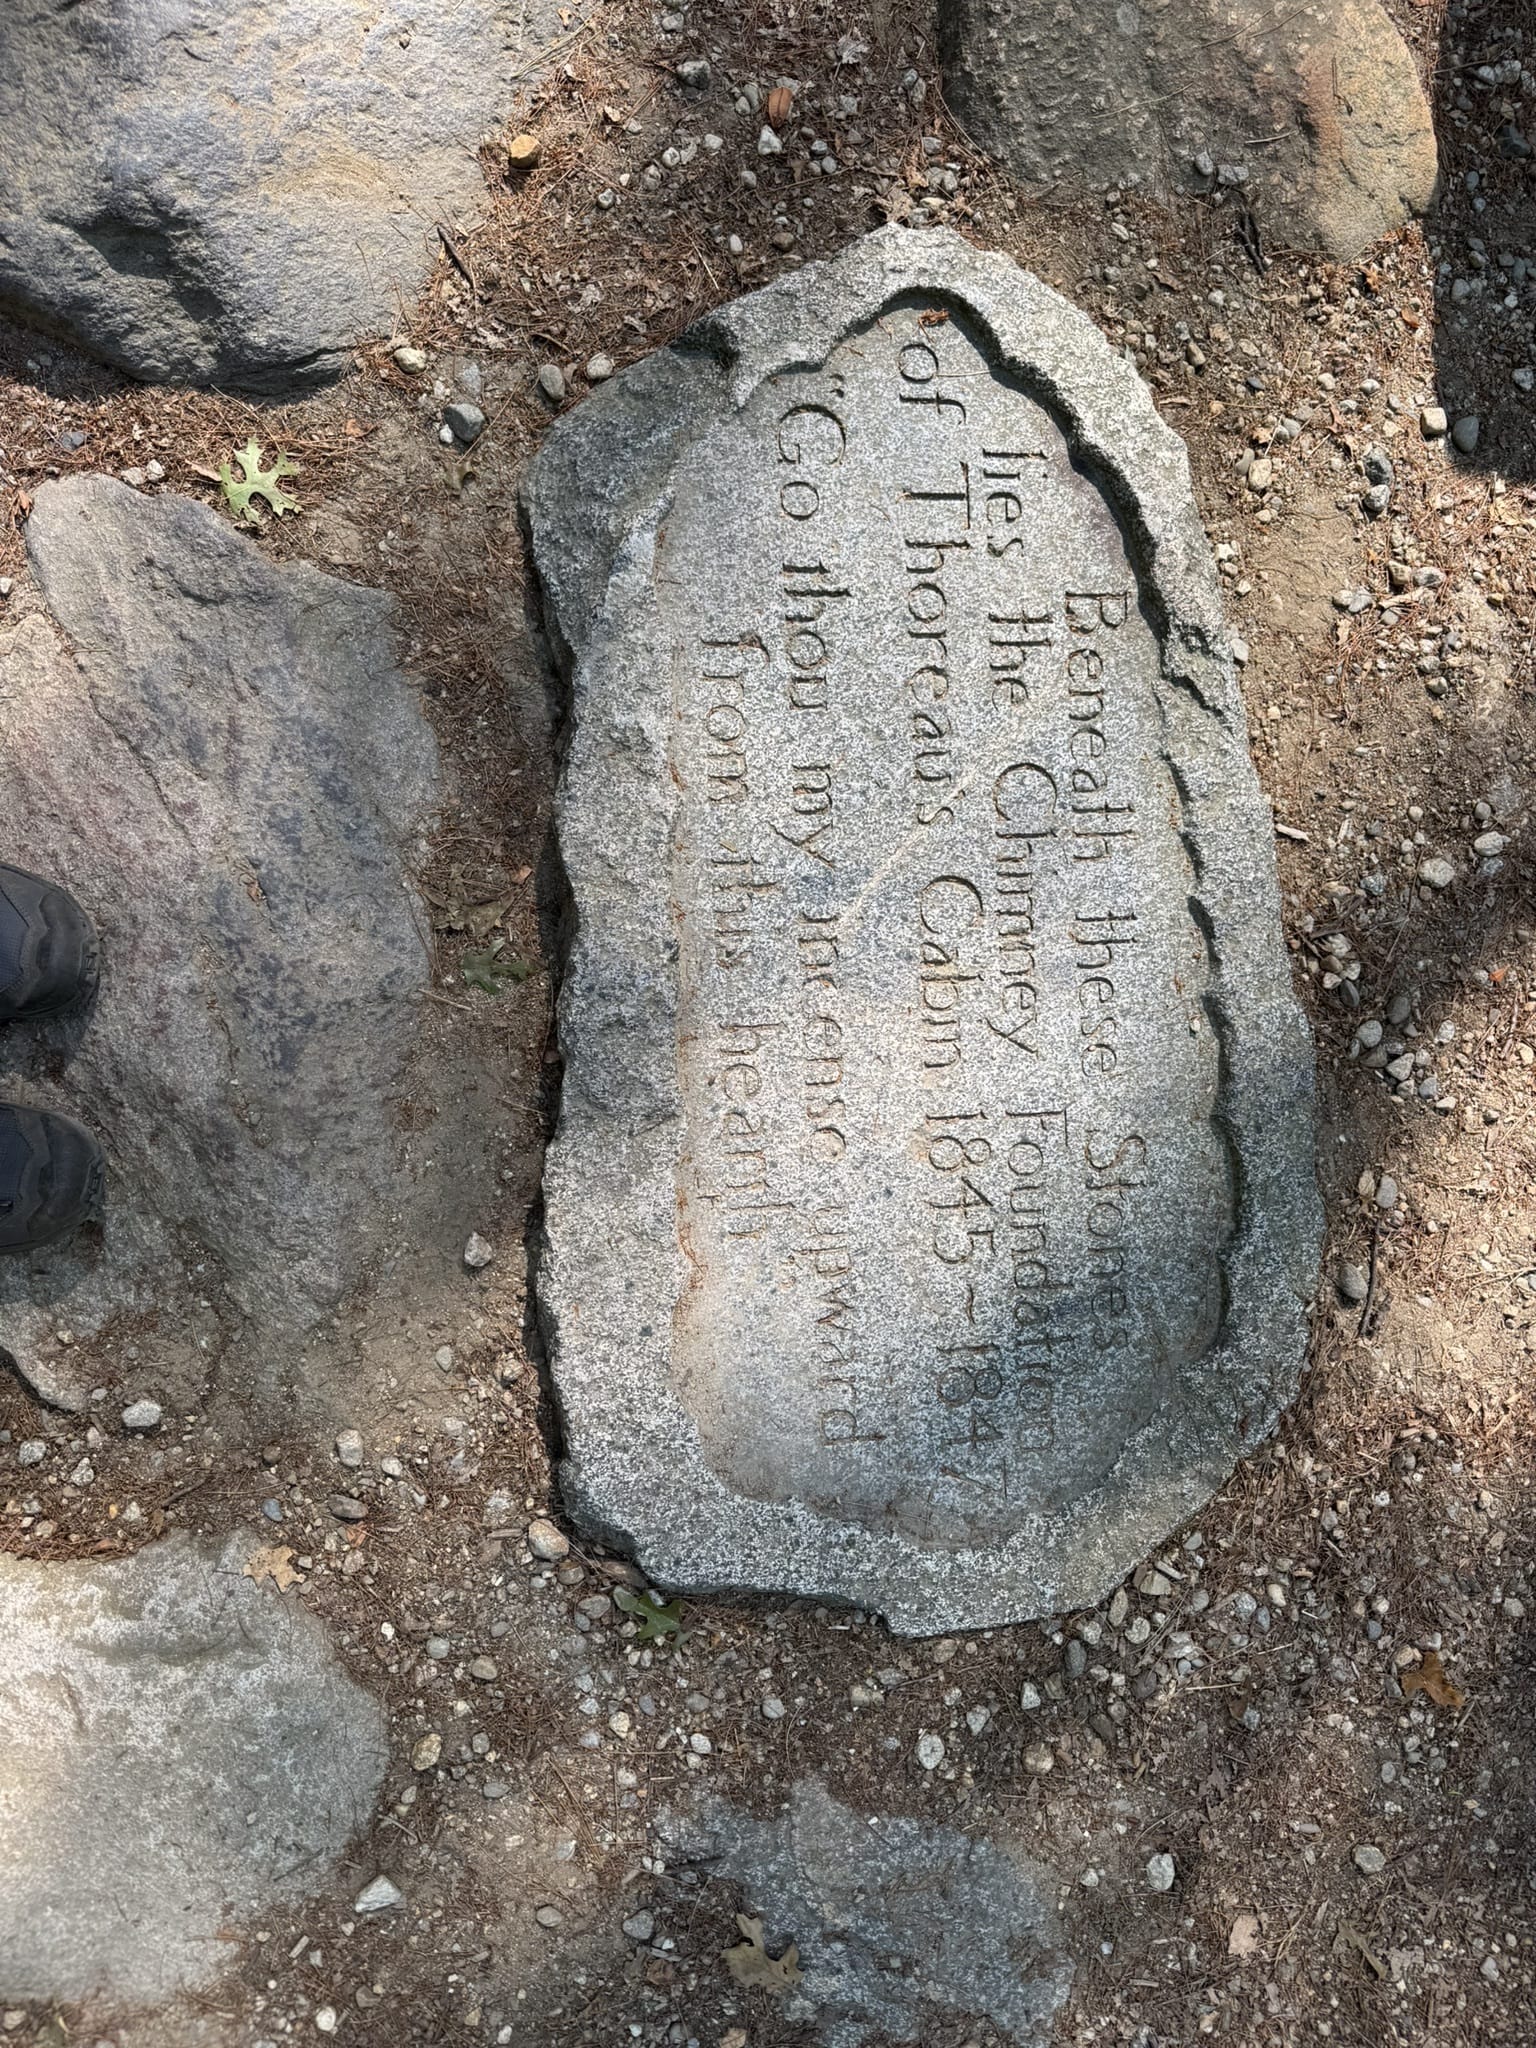 Beneath these Stones
lies the Chimney Foundation
of Thoreau's Cabin 1845-1847
"Go thou my incense upward
from this hearth"